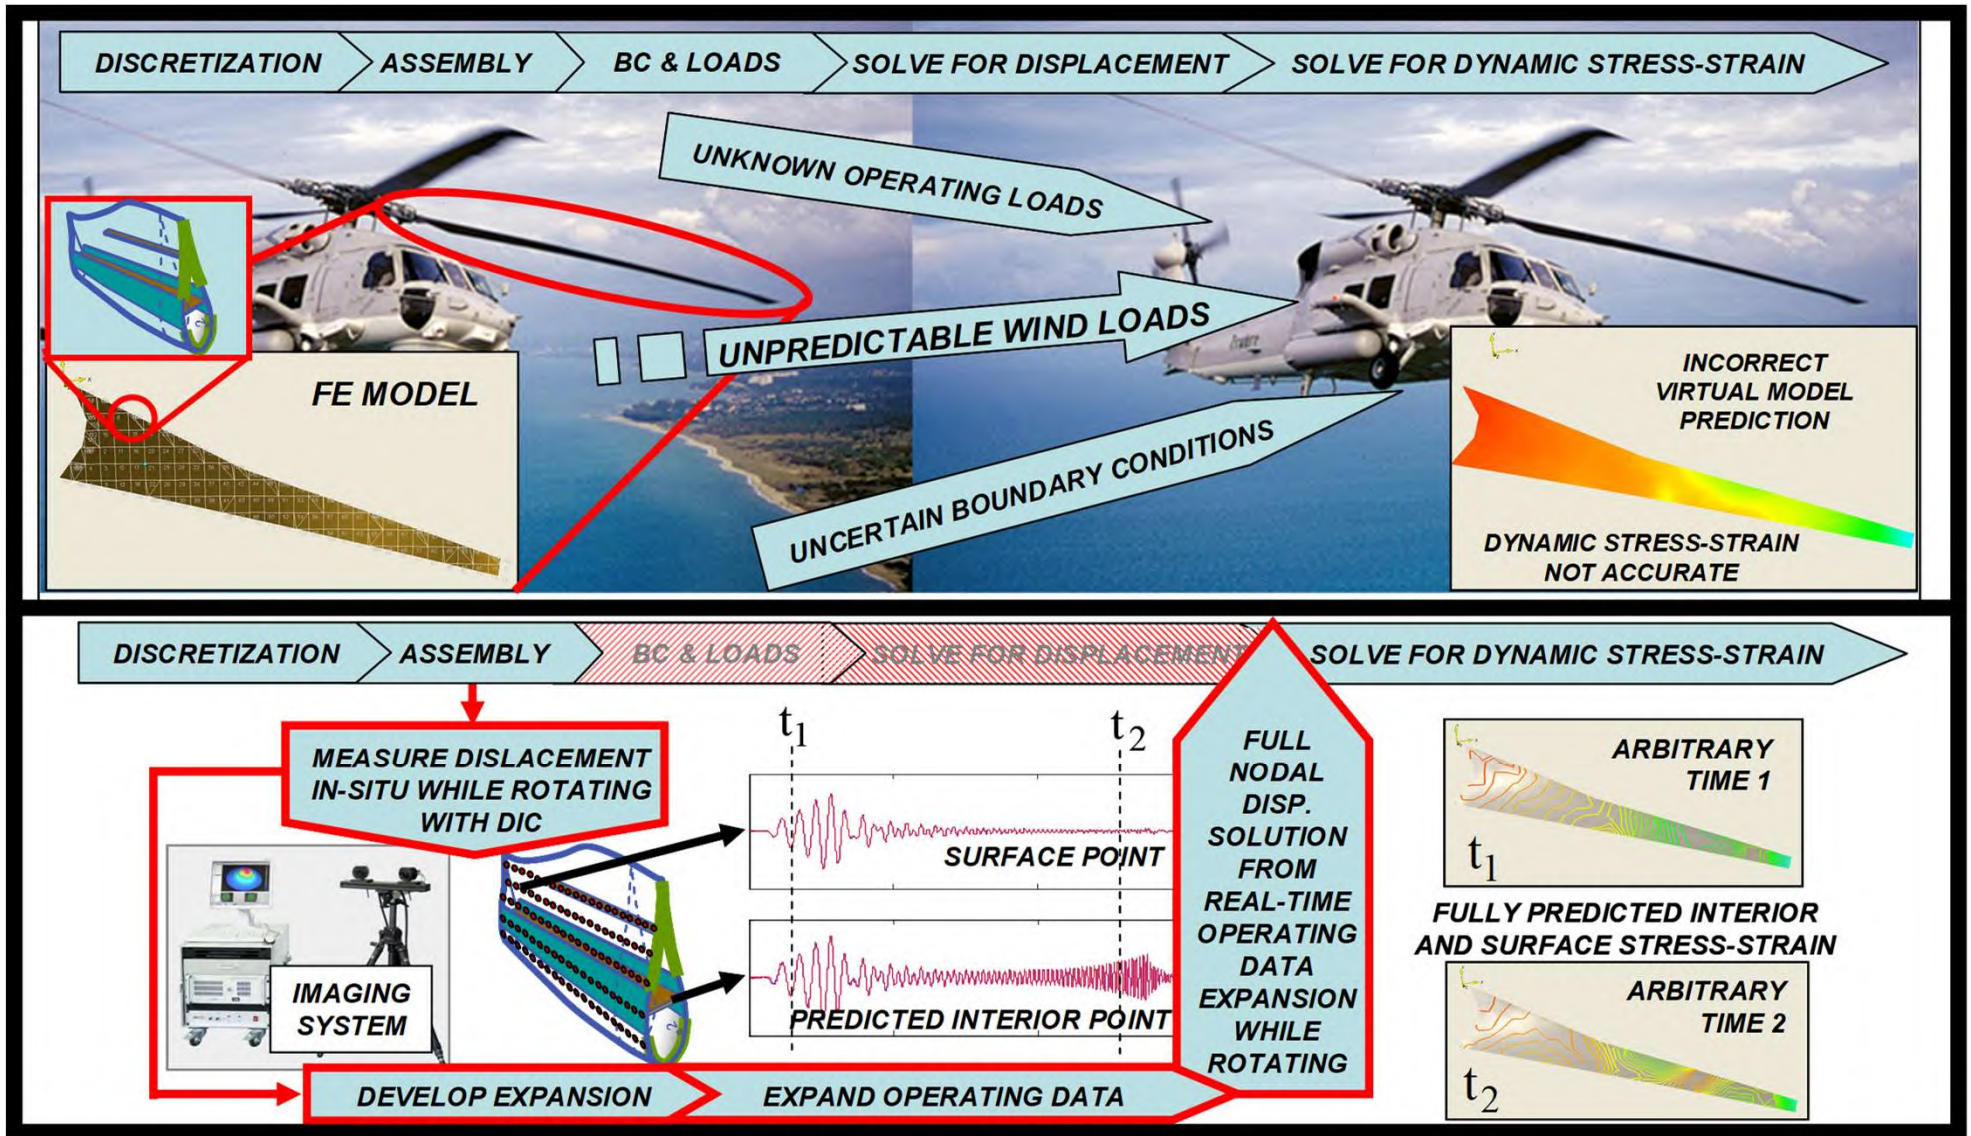 DISCRETIZATION
ASSEMBLY
BC & LOADS
SOLVE FOR DISPLACEMENT
SOLVE FOR DYNAMIC STRESS-STRAIN
UNKNOWN OPERATING LOADS
UNPREDICTABLE WIND LOADS
UNCERTAIN BOUNDARY CONDITIONS
FE MODEL
INCORRECT
VIRTUAL MODEL
PREDICTION
DYNAMIC STRESS-STRAIN
NOT ACCURATE
DISCRETIZATION
ASSEMBLY
BC & LOADS
SOLVE FOR DISPLACEMENT
SOLVE FOR DYNAMIC STRESS-STRAIN
MEASURE DISLACEMENT
IN-SITU WHILE ROTATING
WITH DIC
IMAGING
SYSTEM
t1
t2
SURFACE POINT
PREDICTED INTERIOR POINT
DEVELOP EXPANSION
EXPAND OPERATING DATA
FULL
NODAL
DISP.
SOLUTION
FROM
REAL-TIME
OPERATING
DATA
EXPANSION
WHILE
ROTATING
ARBITRARY
TIME 1
t1
FULLY PREDICTED INTERIOR
AND SURFACE STRESS-STRAIN
ARBITRARY
TIME 2
t2